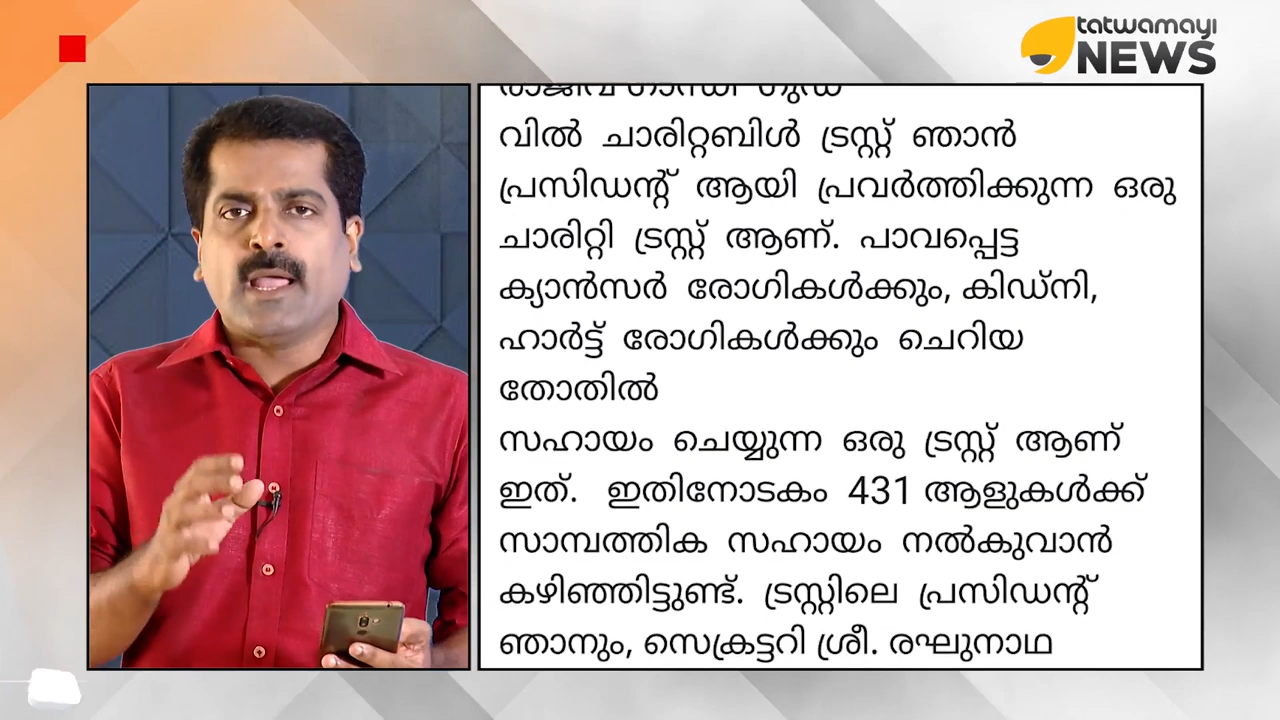 tatwamayi
NEWS
രാജീവ് ഗാന്ധി ഗുഡ്
വിൽ ചാരിറ്റബിൾ ട്രസ്റ്റ് ഞാൻ
പ്രസിഡന്റ് ആയി പ്രവർത്തിക്കുന്ന ഒരു
ചാരിറ്റി ട്രസ്റ്റ് ആണ്. പാവപ്പെട്ട
ക്യാൻസർ രോഗികൾക്കും, കിഡ്നി,
ഹാർട്ട് രോഗികൾക്കും ചെറിയ
തോതിൽ
സഹായം ചെയ്യുന്ന ഒരു ട്രസ്റ്റ് ആണ്
ഇത്. ഇതിനോടകം 431 ആളുകൾക്ക്
സാമ്പത്തിക സഹായം നൽകുവാൻ
കഴിഞ്ഞിട്ടുണ്ട്. ട്രസ്റ്റിലെ പ്രസിഡന്റ്
ഞാനും, സെക്രട്ടറി ശ്രീ. രഘുനാഥ